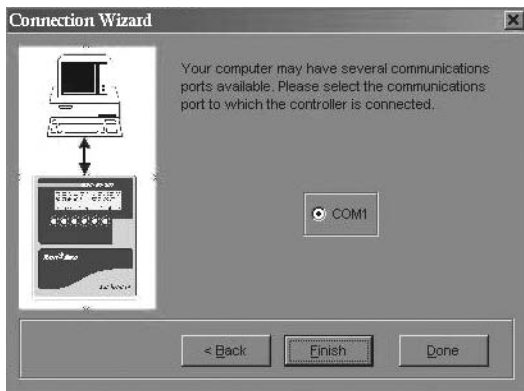 Connection Wizard
Your computer may have several communications
ports available. Please select the communications
port to which the controller is connected.
COM1
< Back
Finish
Done